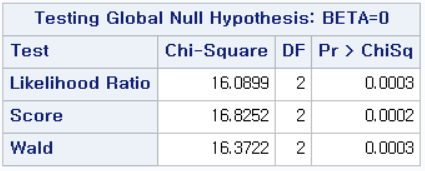 Testing Global Null Hypothesis: BETA=0
Test Chi-Square DF Pr > ChiSq
Likelihood Ratio 16.0899 2 0.0003
Score 16.8252 2 0.0002
Wald 16.3722 2 0.0003